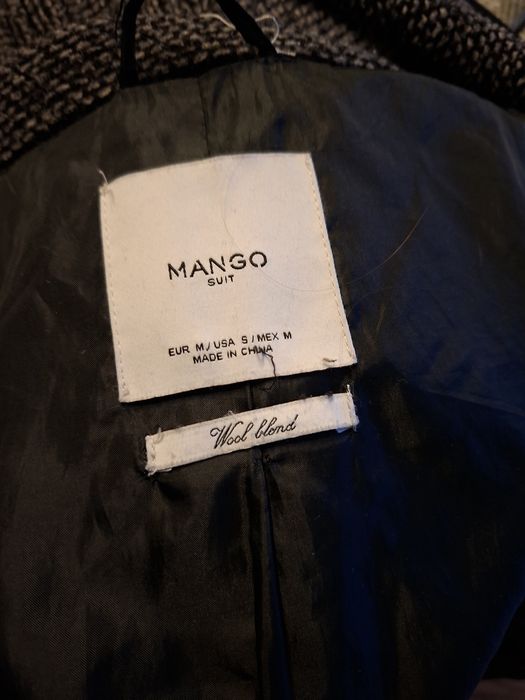 MANGO
SUIT
EUR M / USA S / MEX M
MADE IN CHINA
Wool blend